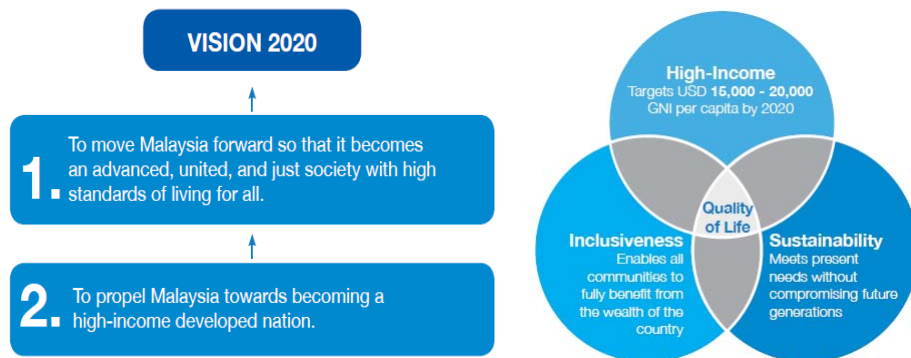 VISION 2020
1.
To move Malaysia forward so that it becomes
an advanced, united, and just society with high
standards of living for all.
2.
To propel Malaysia towards becoming a
high-income developed nation.
High-Income
Targets USD 15,000 - 20,000
GNI per capita by 2020
Quality
of Life
Inclusiveness
Enables all
communities to
fully benefit from
the wealth of the
country
Sustainability
Meets present
needs without
compromising future
generations